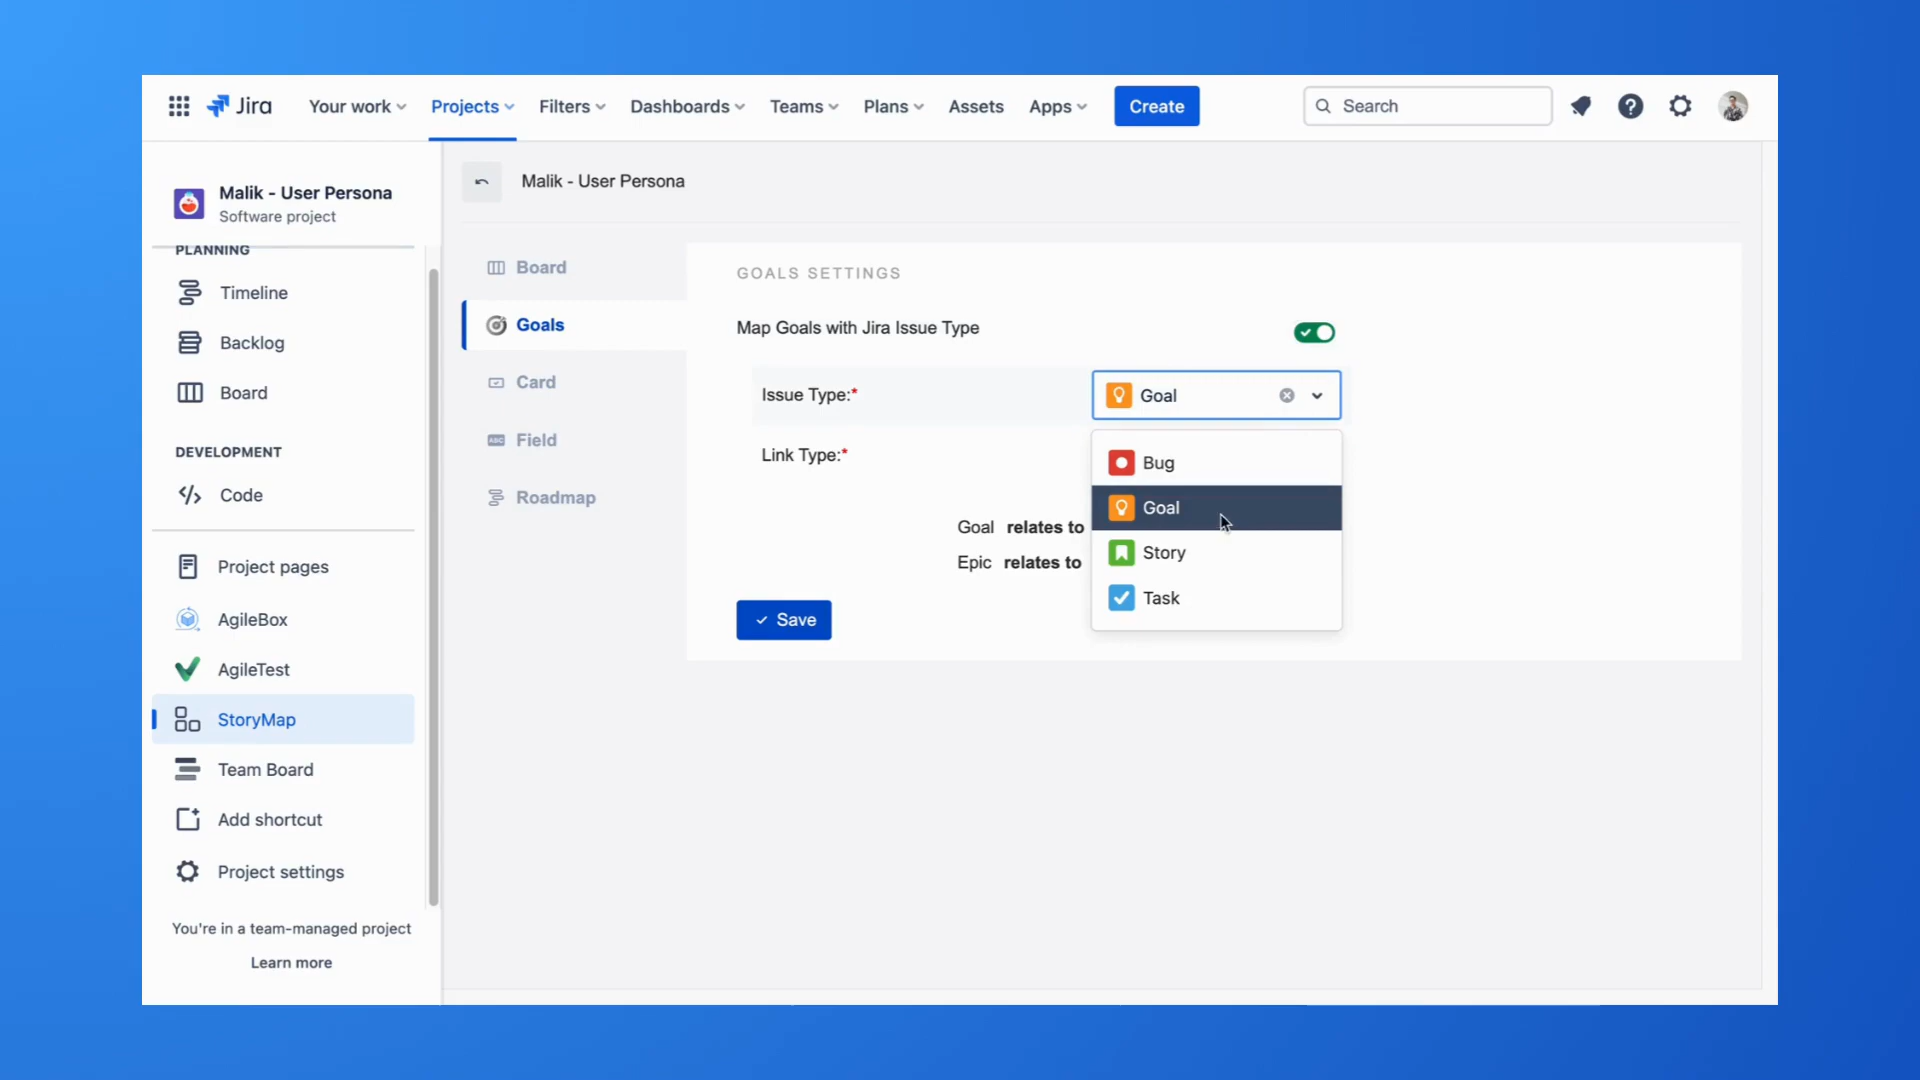 Jira Your work Projects Filters Dashboards Teams Plans Assets Apps Create Search
Malik - User Persona
Software project
PLANNING
Timeline
Backlog
Board
DEVELOPMENT
Code
Project pages
AgileBox
AgileTest
StoryMap
Team Board
Add shortcut
Project settings
You're in a team-managed project
Learn more
Malik - User Persona
Board
Goals
Card
ABC Field
Roadmap
GOALS SETTINGS
Map Goals with Jira Issue Type
Issue Type:* Goal
Link Type:*
Bug
Goal
Story
Task
Goal relates to
Epic relates to
Save